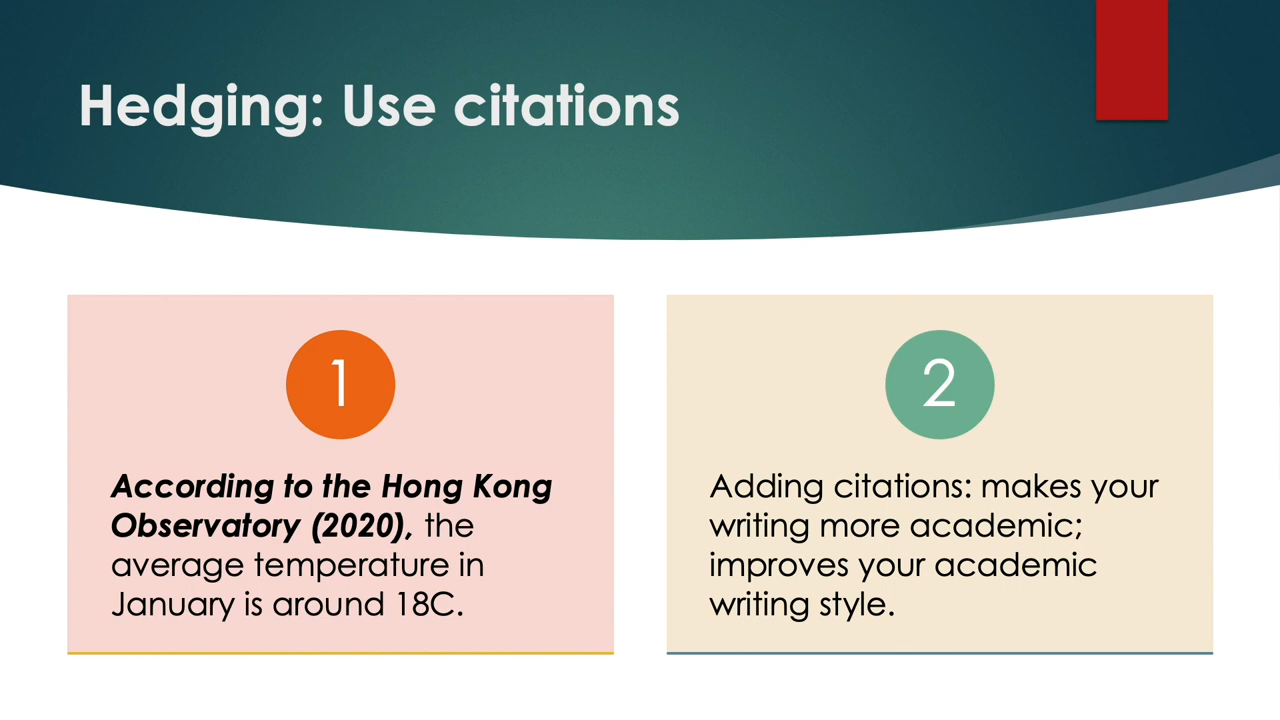 Hedging: Use citations
1
According to the Hong Kong
Observatory (2020), the
average temperature in
January is around 18C.
2
Adding citations: makes your
writing more academic;
improves your academic
writing style.